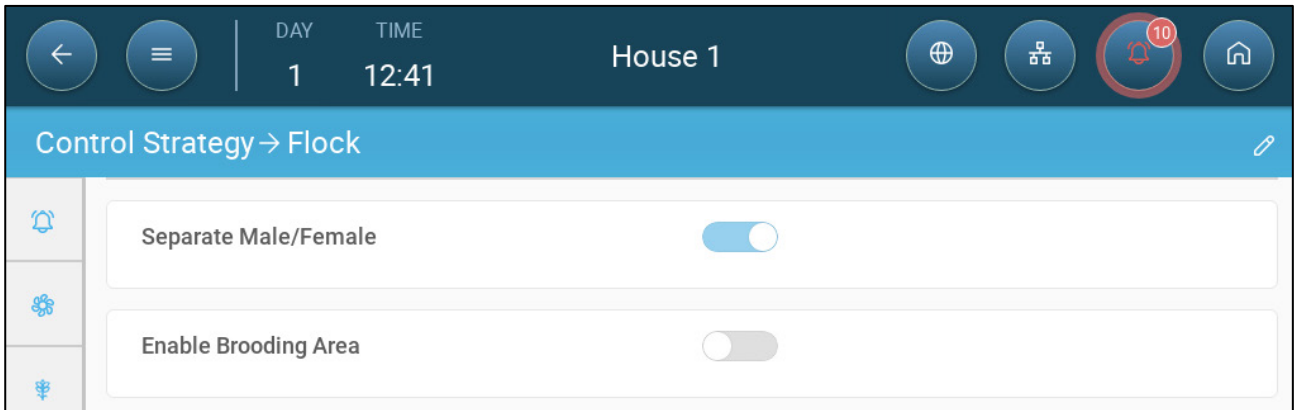 DAY TIME
1 12:41
House 1
10
Control Strategy → Flock
Separate Male/Female
Enable Brooding Area